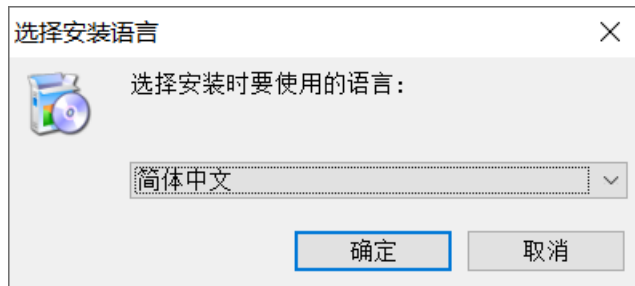 选择安装语言
选择安装时要使用的语言:
简体中文
确定
取消